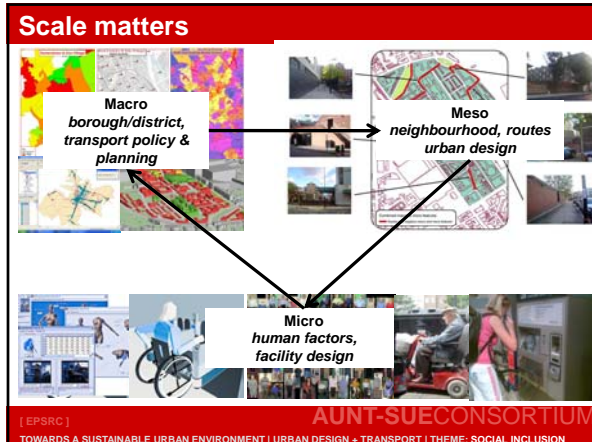 Scale matters
Macro
borough/district,
transport policy &
planning
Meso
neighbourhood, routes
urban design
Micro
human factors,
facility design
[ EPSRC ]
AUNT-SUECONSORTIUM
TOWARDS A SUSTAINABLE URBAN ENVIRONMENT | URBAN DESIGN + TRANSPORT | THEME: SOCIAL INCLUSION